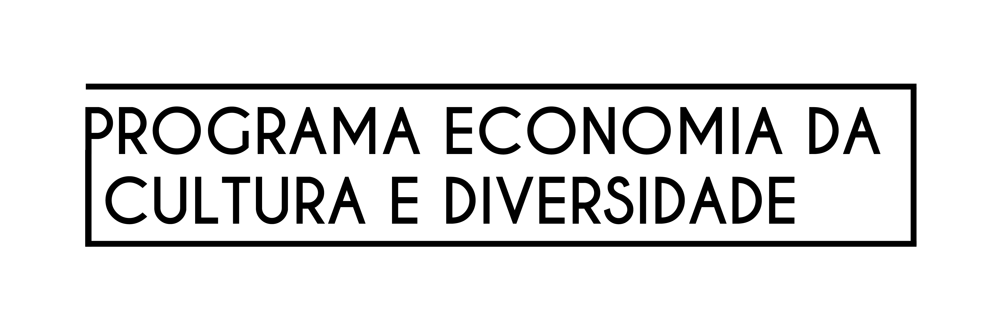 PROGRAMA ECONOMIA DA
CULTURA E DIVERSIDADE